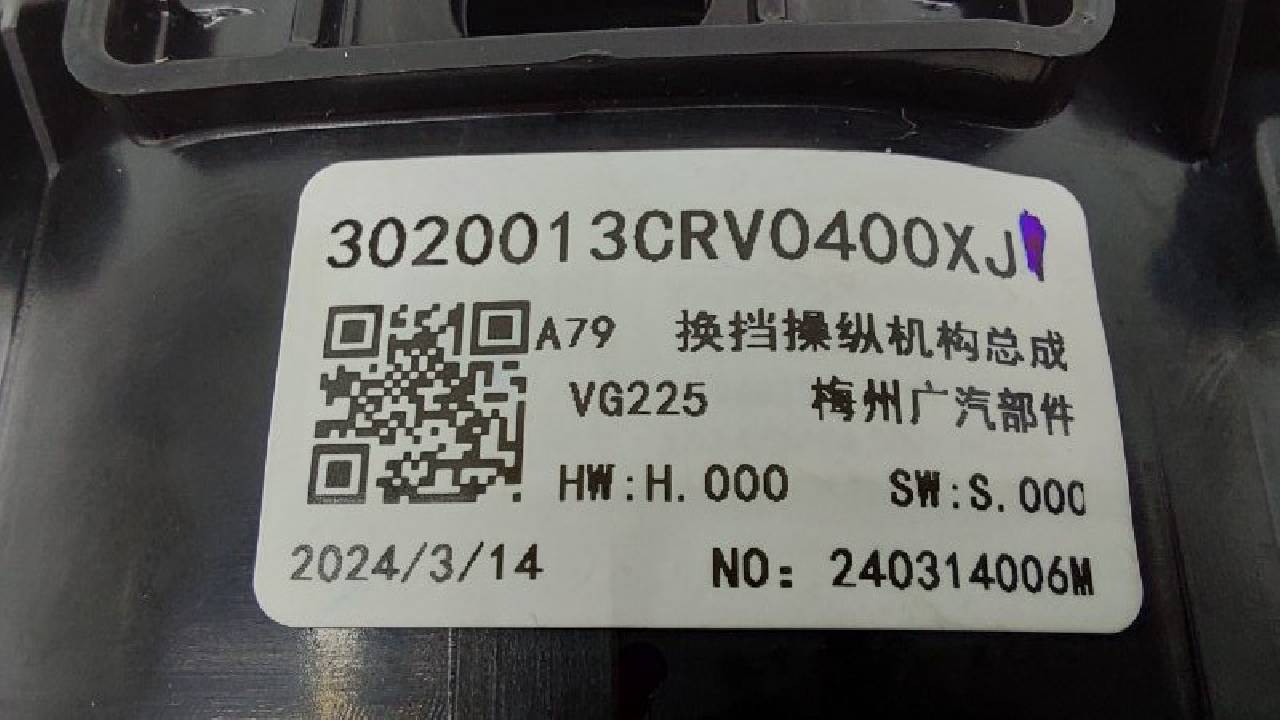 3020013CRV0400XJ
A79 换挡操纵机构总成
VG225 梅州广汽部件
HW:H.000 SW:S.000
2024/3/14 NO: 240314006M